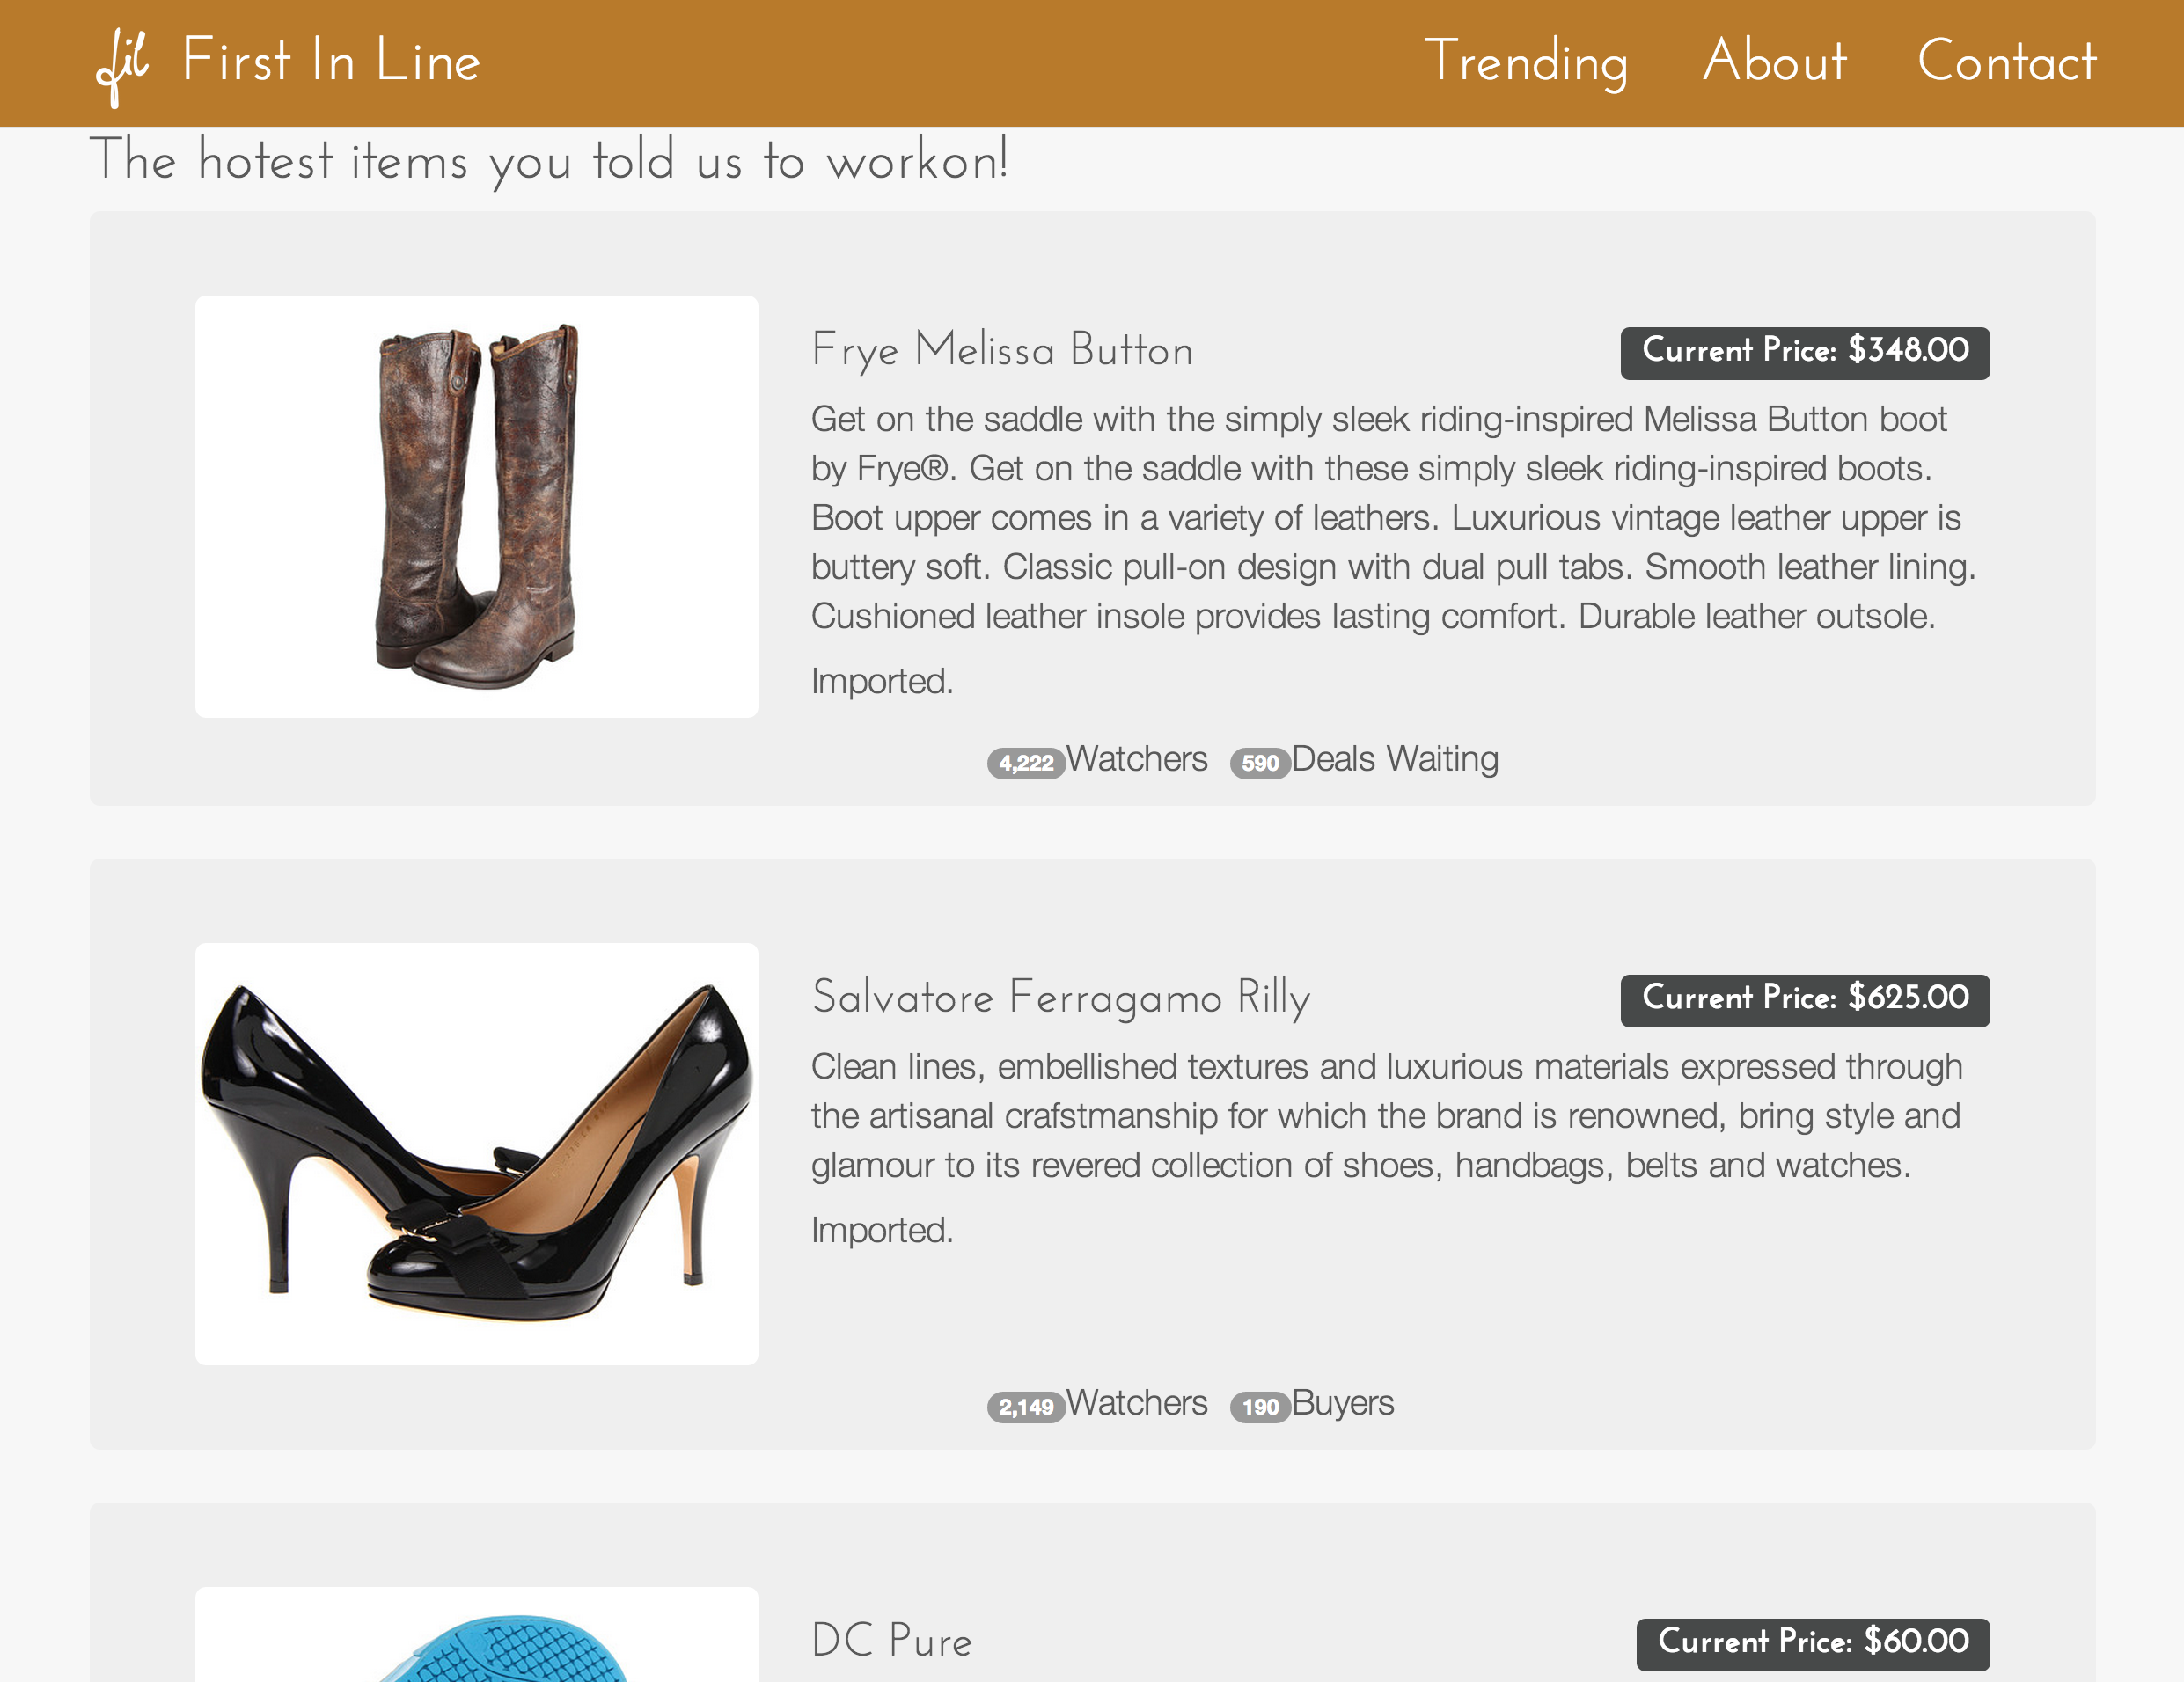 fil First In Line
Trending About Contact
The hotest items you told us to workon!
Frye Melissa Button
Current Price: $348.00
Get on the saddle with the simply sleek riding-inspired Melissa Button boot
by Frye®. Get on the saddle with these simply sleek riding-inspired boots.
Boot upper comes in a variety of leathers. Luxurious vintage leather upper is
buttery soft. Classic pull-on design with dual pull tabs. Smooth leather lining.
Cushioned leather insole provides lasting comfort. Durable leather outsole.
Imported.
4,222 Watchers 590 Deals Waiting
Salvatore Ferragamo Rilly
Current Price: $625.00
Clean lines, embellished textures and luxurious materials expressed through
the artisanal crafstmanship for which the brand is renowned, bring style and
glamour to its revered collection of shoes, handbags, belts and watches.
Imported.
2,149 Watchers 190 Buyers
DC Pure
Current Price: $60.00